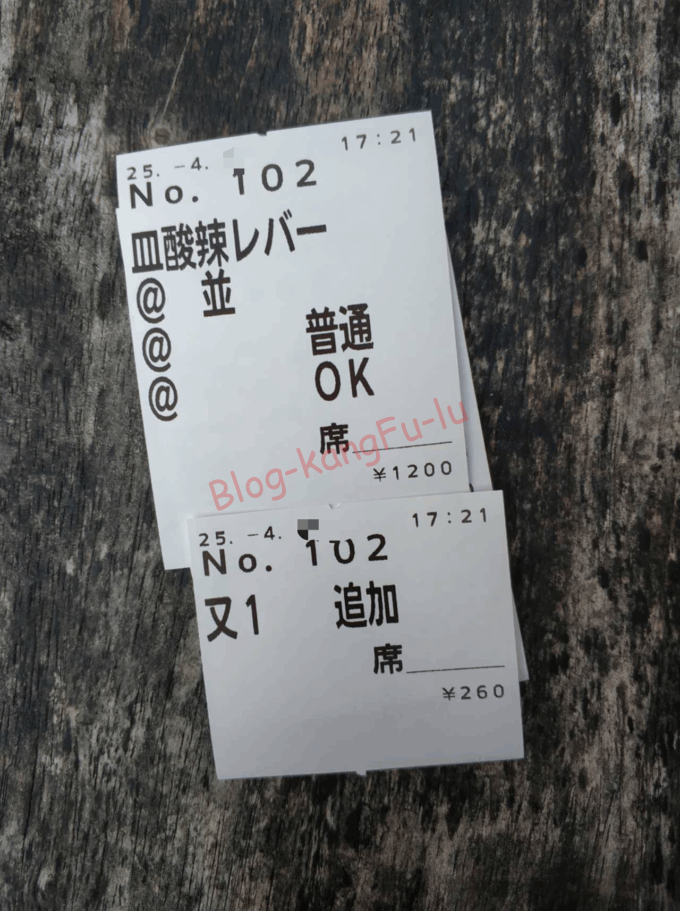 25. -4. 17:21
No. 102
皿酸辣レバー
@ 並
@ 普通
@ OK
席
¥1200
Blog-kangFu-lu
25. -4. 17:21
No. 102
又1 追加
席
¥260